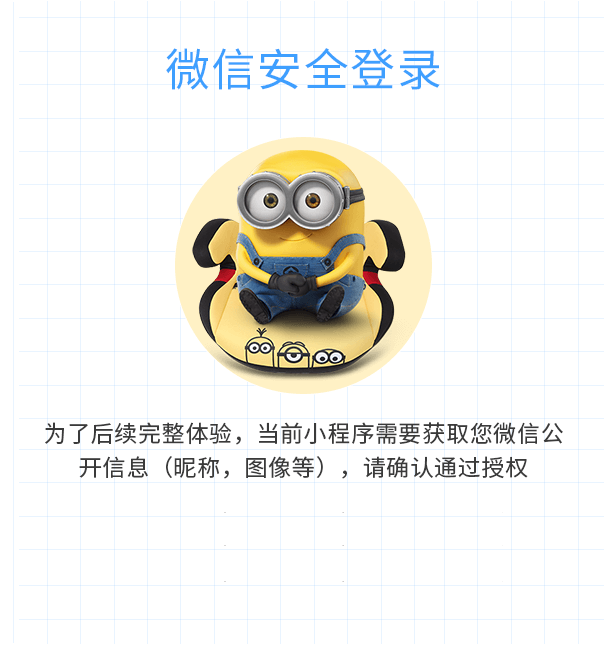 微信安全登录
为了后续完整体验，当前小程序需要获取您微信公
开信息（昵称，图像等），请确认通过授权